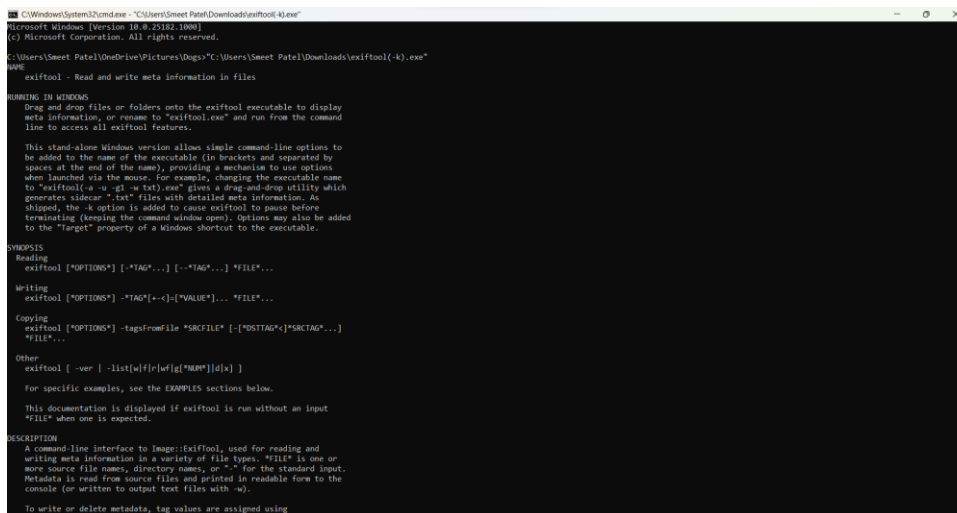 C:\Windows\System32\cmd.exe - "C:\Users\Smeet Patel\Downloads\exiftool(-k).exe"
Microsoft Windows [Version 10.0.25182.1000]
(c) Microsoft Corporation. All rights reserved.
C:\Users\Smeet Patel\OneDrive\Pictures\Dogs>"C:\Users\Smeet Patel\Downloads\exiftool(-k).exe"
NAME
exiftool - Read and write meta information in files
RUNNING IN WINDOWS
Drag and drop files or folders onto the exiftool executable to display
meta information, or rename to "exiftool.exe" and run from the command
line to access all exiftool features.
This stand-alone Windows version allows simple command-line options to
be added to the name of the executable (in brackets and separated by
spaces at the end of the name), providing a mechanism to use options
when launched via the mouse. For example, changing the executable name
to "exiftool(-a -u -g1 -w txt).exe" gives a drag-and-drop utility which
generates sidecar ".txt" files with detailed meta information. As
shipped, the -k option is added to cause exiftool to pause before
terminating (keeping the command window open). Options may also be added
to the "Target" property of a Windows shortcut to the executable.
SYNOPSIS
Reading
exiftool [*OPTIONS*] [-*TAG*...] [--*TAG*...] *FILE*...
Writing
exiftool [*OPTIONS*] -*TAG*[+-<]=[*VALUE*]... *FILE*...
Copying
exiftool [*OPTIONS*] -tagsFromFile *SRCFILE* [-[*DSTTAG*<]*SRCTAG*...]
*FILE*...
Other
exiftool [ -ver | -list[w|f|r|wf|g[*NUM*]|d|x] ]
For specific examples, see the EXAMPLES sections below.
This documentation is displayed if exiftool is run without an input
*FILE* when one is expected.
DESCRIPTION
A command-line interface to Image::ExifTool, used for reading and
writing meta information in a variety of file types. *FILE* is one or
more source file names, directory names, or "-" for the standard input.
Metadata is read from source files and printed in readable form to the
console (or written to output text files with -w).
To write or delete metadata, tag values are assigned using